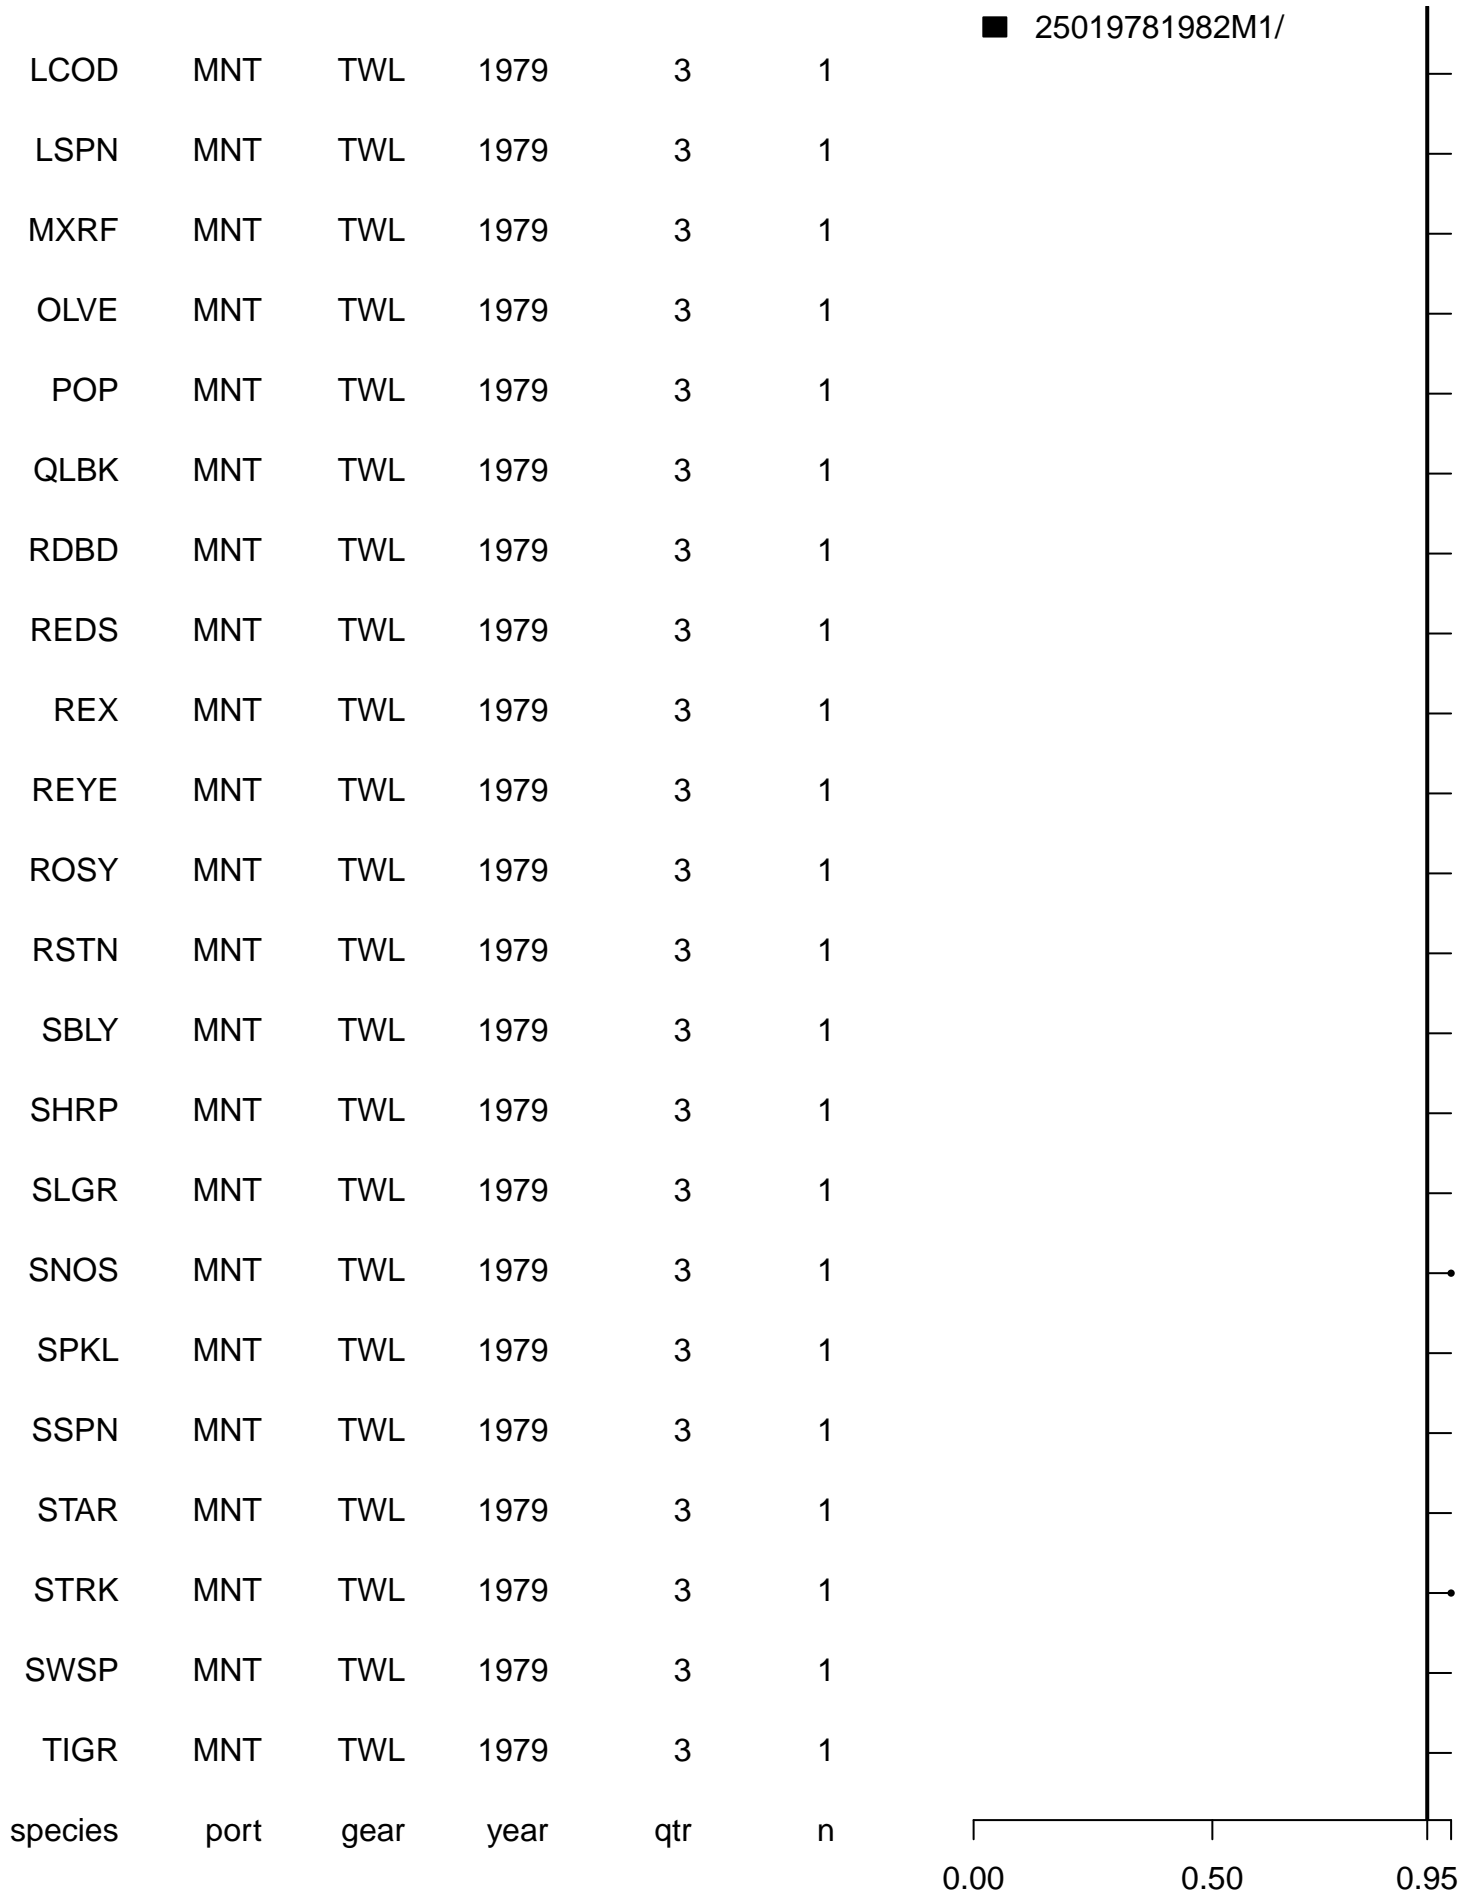 25019781982M1/
LCOD MNT TWL 1979 3 1
LSPN MNT TWL 1979 3 1
MXRF MNT TWL 1979 3 1
OLVE MNT TWL 1979 3 1
POP MNT TWL 1979 3 1
QLBK MNT TWL 1979 3 1
RDBD MNT TWL 1979 3 1
REDS MNT TWL 1979 3 1
REX MNT TWL 1979 3 1
REYE MNT TWL 1979 3 1
ROSY MNT TWL 1979 3 1
RSTN MNT TWL 1979 3 1
SBLY MNT TWL 1979 3 1
SHRP MNT TWL 1979 3 1
SLGR MNT TWL 1979 3 1
SNOS MNT TWL 1979 3 1
SPKL MNT TWL 1979 3 1
SSPN MNT TWL 1979 3 1
STAR MNT TWL 1979 3 1
STRK MNT TWL 1979 3 1
SWSP MNT TWL 1979 3 1
TIGR MNT TWL 1979 3 1
species port gear year qtr n
0.00 0.50 0.95